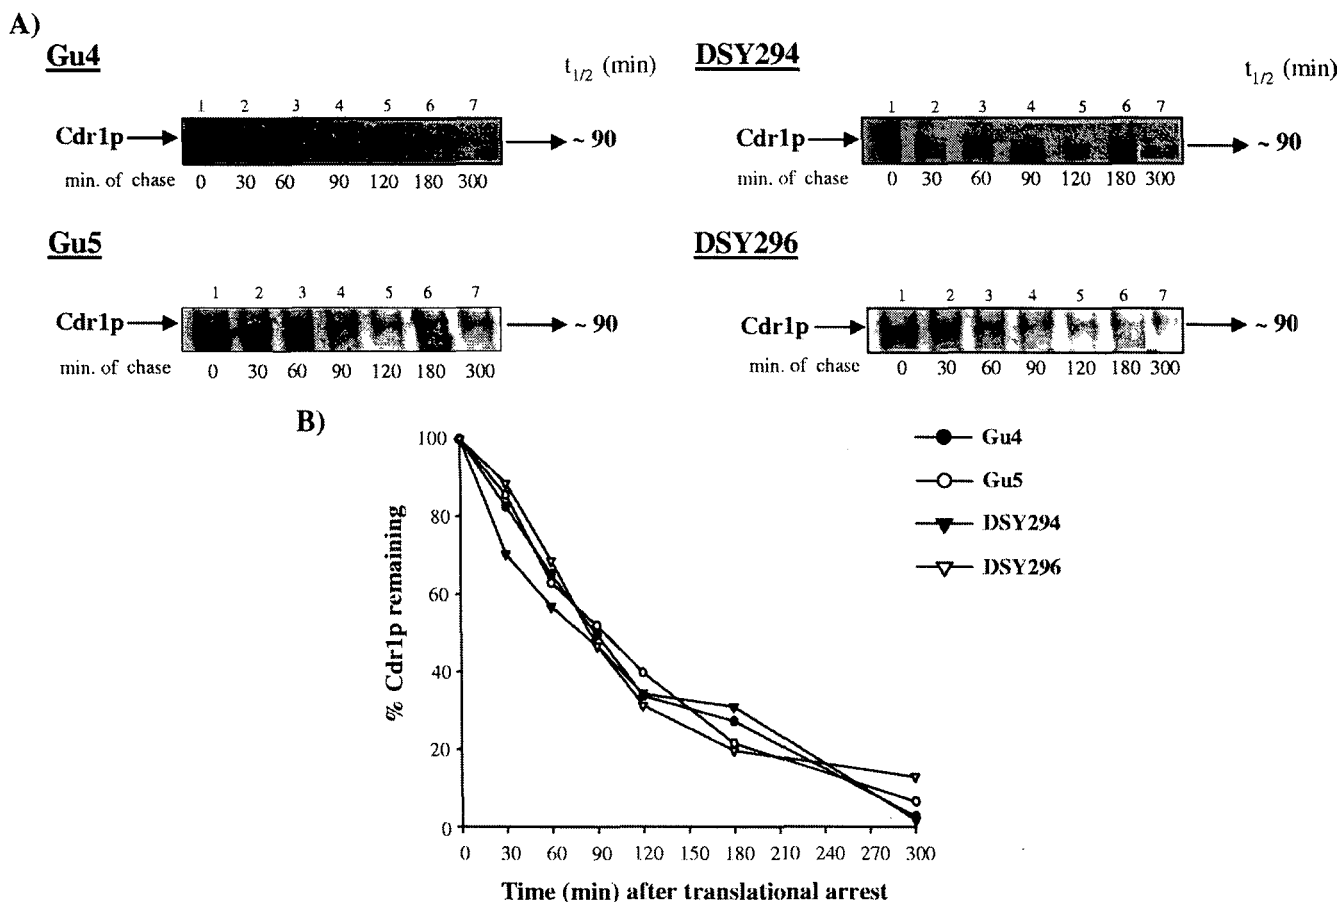 A)
Gu4
t1/2 (min)
1 2 3 4 5 6 7
Cdr1p
~ 90
min. of chase 0 30 60 90 120 180 300
DSY294
t1/2 (min)
1 2 3 4 5 6 7
Cdr1p
~ 90
min. of chase 0 30 60 90 120 180 300
Gu5
1 2 3 4 5 6 7
Cdr1p
~ 90
min. of chase 0 30 60 90 120 180 300
DSY296
1 2 3 4 5 6 7
Cdr1p
~ 90
min. of chase 0 30 60 90 120 180 300
B)
% Cdr1p remaining
100
80
60
40
20
0
0 30 60 90 120 150 180 210 240 270 300
Time (min) after translational arrest
Gu4
Gu5
DSY294
DSY296